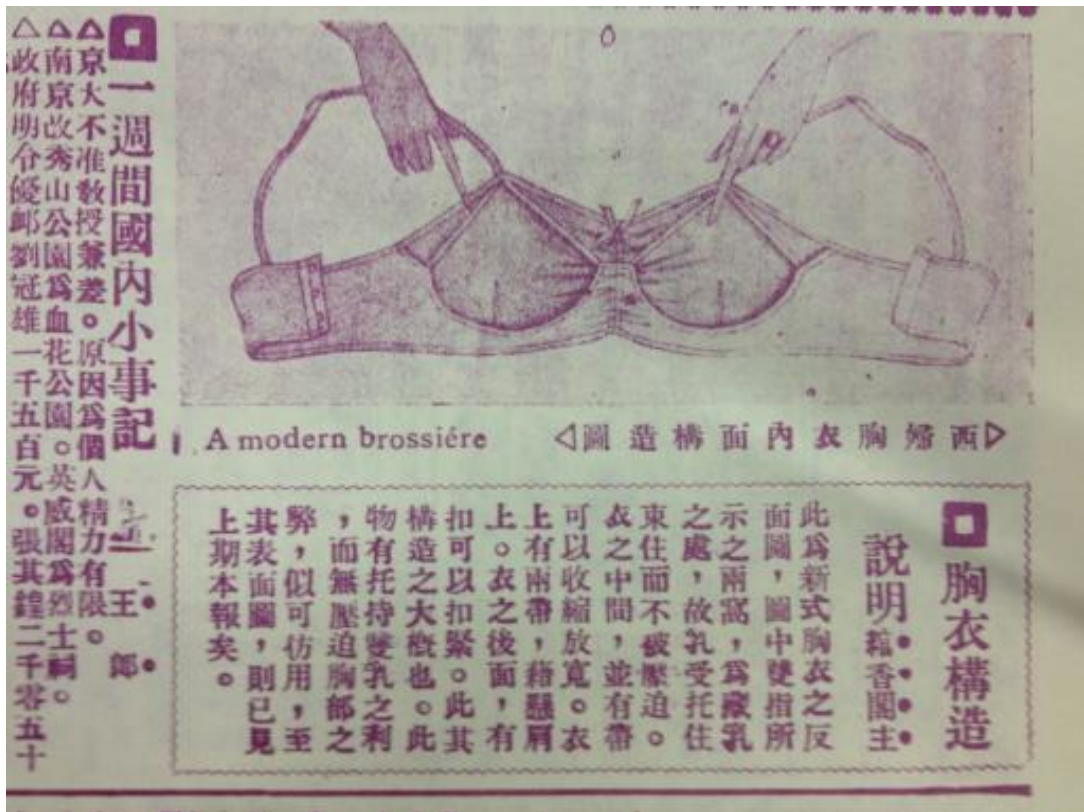 西婦胸衣內面構造圖
A modern brossiére
胸衣構造
說明 綰香閣主
此爲新式胸衣之反
面圖，圖中雙指所
示之兩窩，爲藏乳
之處，故乳受托住
束住而不被壓迫。
衣之中間，並有帶
可以收縮放寬。衣
上有兩帶，藉懸肩
上。衣之後面，有
扣可以扣緊。此其
構造之大概也。此
物有托持雙乳之利
，而無壓迫胸部之
弊，似可仿用，至
其表面圖，則已見
上期本報矣。
一週間國內小事記 王郎
△京大不准敎授兼差。原因爲個人精力有限。
△南京改秀山公園爲血花公園。英威閣爲烈士祠。
△政府明令優卹劉冠雄一千五百元。張其鍠二千零五十